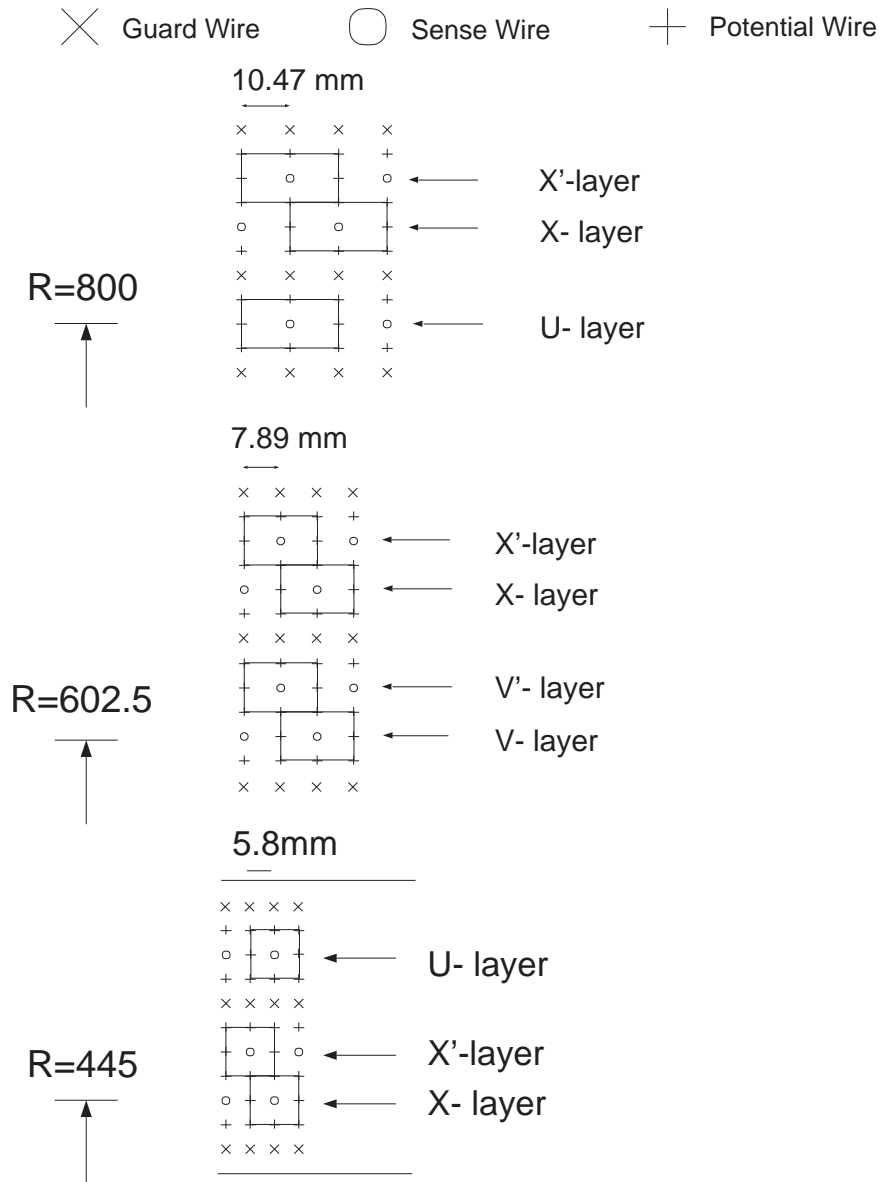 Guard Wire Sense Wire Potential Wire
10.47 mm
X’-layer
X- layer
R=800
U- layer
7.89 mm
X’-layer
X- layer
V’- layer
R=602.5
V- layer
5.8mm
U- layer
X’-layer
R=445
X- layer